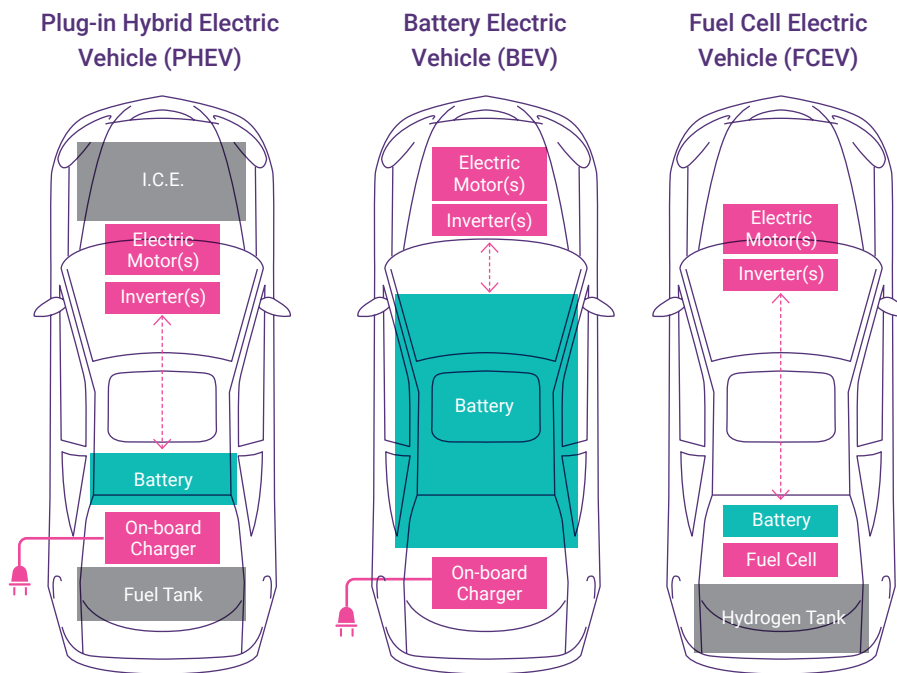 Plug-in Hybrid Electric
Vehicle (PHEV)
I.C.E.
Electric
Motor(s)
Inverter(s)
Battery
On-board
Charger
Fuel Tank
Battery Electric
Vehicle (BEV)
Electric
Motor(s)
Inverter(s)
Battery
On-board
Charger
Fuel Cell Electric
Vehicle (FCEV)
Electric
Motor(s)
Inverter(s)
Battery
Fuel Cell
Hydrogen Tank